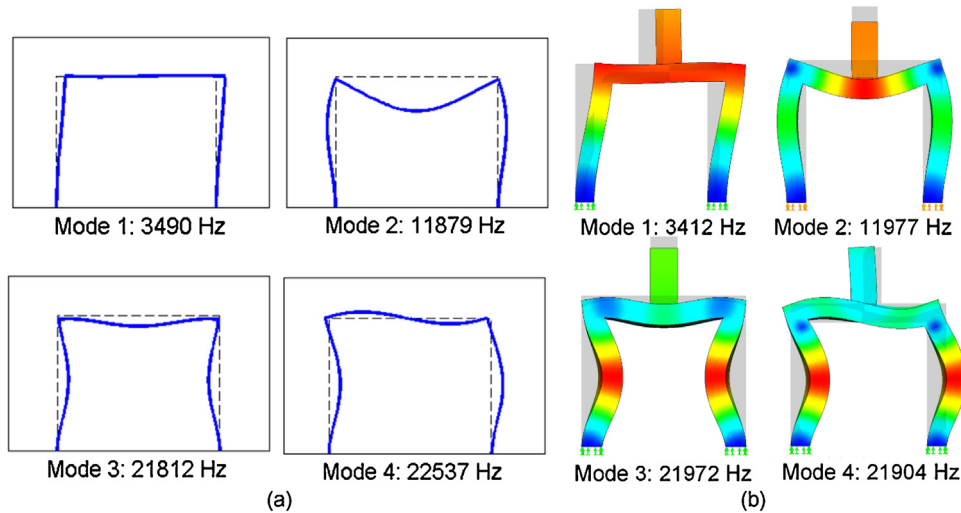 Mode 1: 3490 Hz
Mode 2: 11879 Hz
Mode 1: 3412 Hz
Mode 2: 11977 Hz
Mode 3: 21812 Hz
Mode 4: 22537 Hz
Mode 3: 21972 Hz
Mode 4: 21904 Hz
(a)
(b)